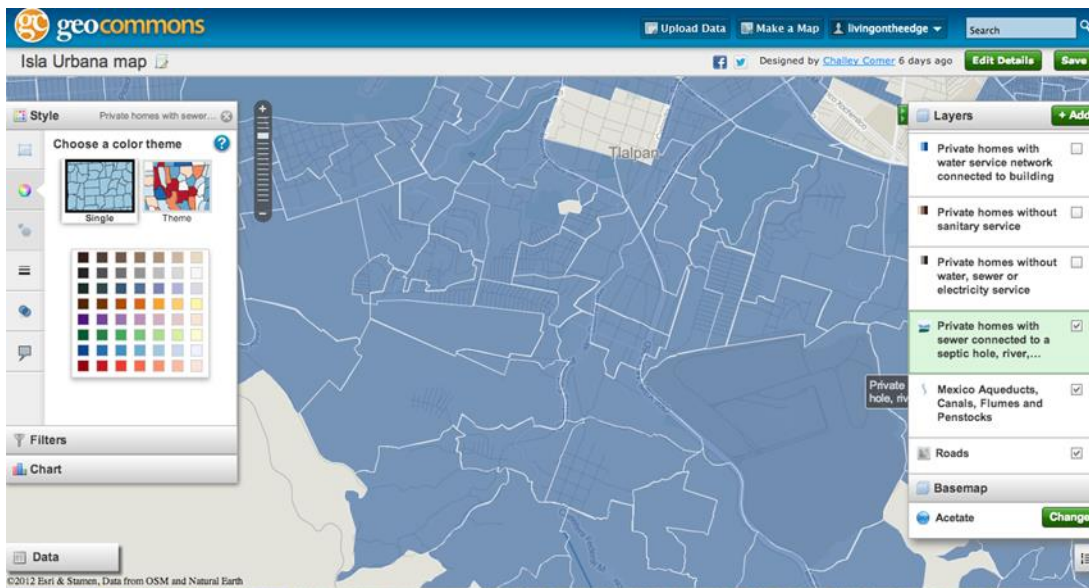 gc geocommons
Upload Data
Make a Map
livingontheedge
Search
Isla Urbana map
Designed by Challey Comer 6 days ago
Edit Details
Save
Style
Private homes with sewer...
Choose a color theme
?
Single
Theme
Filters
Chart
Data
©2012 Esri & Stamen, Data from OSM and Natural Earth
Tlalpan
Private
hole, riv
Layers
+ Add
Private homes with
water service network
connected to building
Private homes without
sanitary service
Private homes without
water, sewer or
electricity service
Private homes with
sewer connected to a
septic hole, river,...
Mexico Aqueducts,
Canals, Flumes and
Penstocks
Roads
Basemap
Acetate
Change